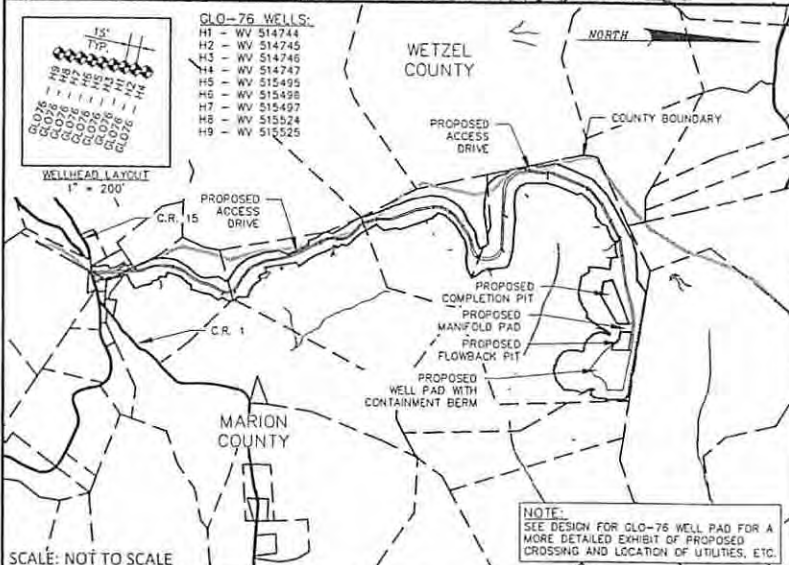 15'
TYP.
GLO76 - H9
GLO76 - H8
GLO76 - H7
GLO76 - H6
GLO76 - H5
GLO76 - H3
GLO76 - H1
GLO76 - H2
GLO76 - H4
WELLHEAD LAYOUT
1" = 200'
GLO-76 WELLS:
H1 - WV 514744
H2 - WV 514745
H3 - WV 514746
H4 - WV 514747
H5 - WV 515495
H6 - WV 515496
H7 - WV 515497
H8 - WV 515524
H9 - WV 515525
WETZEL
COUNTY
NORTH
PROPOSED
ACCESS
DRIVE
COUNTY BOUNDARY
C.R. 15
PROPOSED
ACCESS
DRIVE
C.R. 1
PROPOSED
COMPLETION PIT
PROPOSED
MANIFOLD PAD
PROPOSED
FLOWBACK PIT
PROPOSED
WELL PAD WITH
CONTAINMENT BERM
MARION
COUNTY
NOTE:
SEE DESIGN FOR GLO-76 WELL PAD FOR A
MORE DETAILED EXHIBIT OF PROPOSED
CROSSING AND LOCATION OF UTILITIES, ETC.
SCALE: NOT TO SCALE